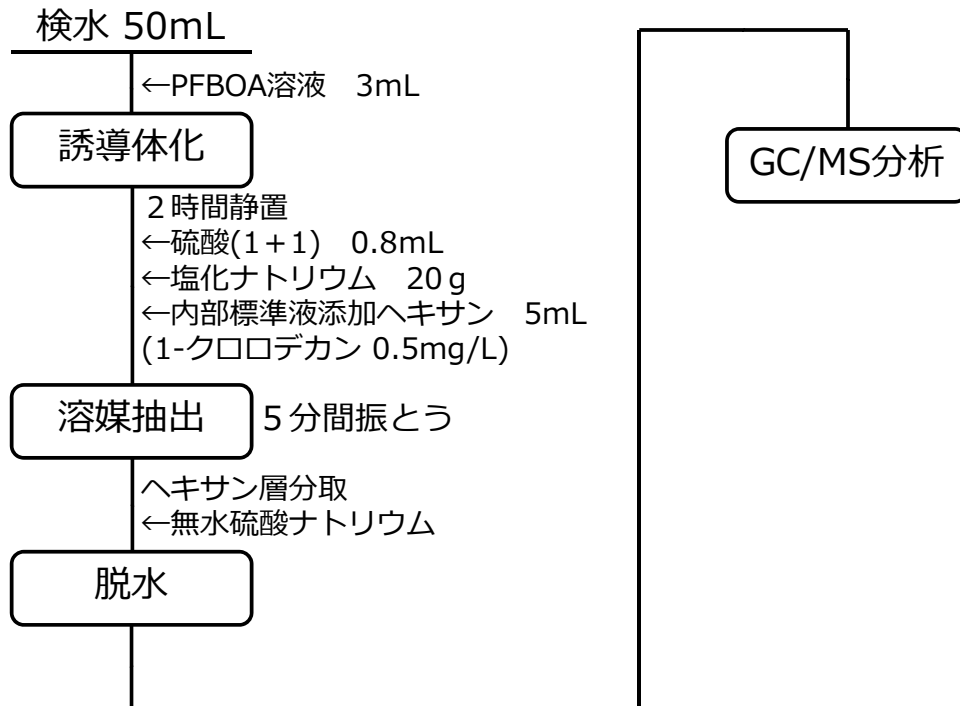 検水 50mL
←PFBOA溶液　3mL
誘導体化
２時間静置
←硫酸(1＋1)　0.8mL
←塩化ナトリウム　20ｇ
←内部標準液添加ヘキサン　5mL
(1-クロロデカン 0.5mg/L)
溶媒抽出
５分間振とう
ヘキサン層分取
←無水硫酸ナトリウム
脱水
GC/MS分析